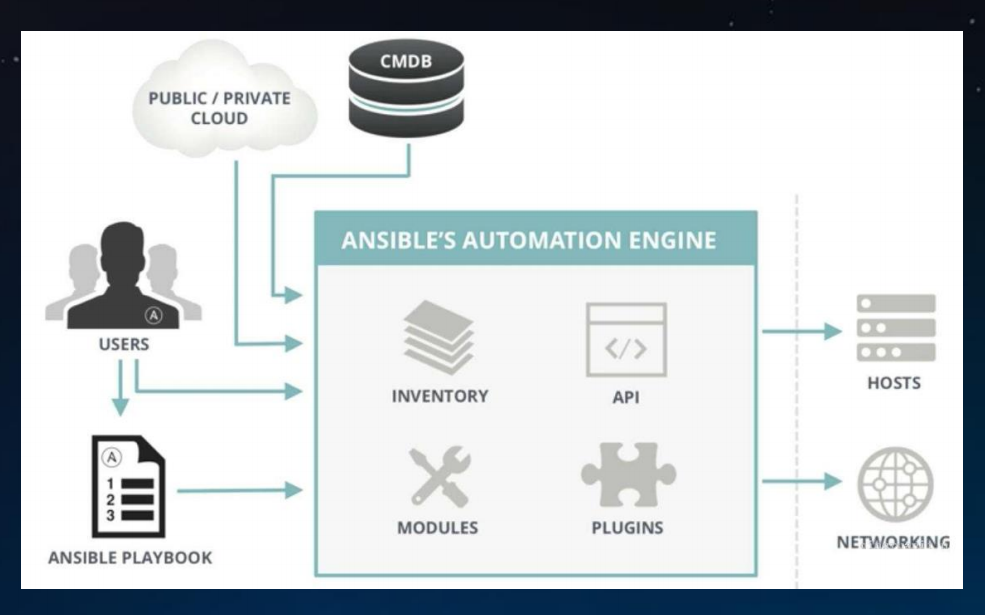 PUBLIC / PRIVATE
CLOUD
CMDB
ANSIBLE'S AUTOMATION ENGINE
USERS
A
INVENTORY
API
</>
HOSTS
A
1
2
3
MODULES
PLUGINS
NETWORKING
ANSIBLE PLAYBOOK